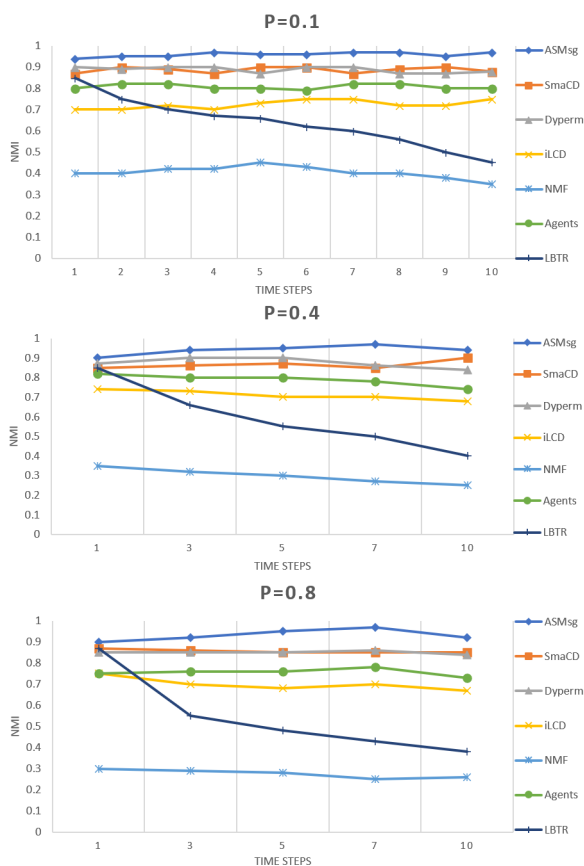 P=0.1
1
0.9
0.8
0.7
0.6
0.5
0.4
0.3
0.2
0.1
0
NMI
1 2 3 4 5 6 7 8 9 10
TIME STEPS
ASMsg
SmaCD
Dyperm
iLCD
NMF
Agents
LBTR
P=0.4
1
0.9
0.8
0.7
0.6
0.5
0.4
0.3
0.2
0.1
0
NMI
1 3 5 7 10
TIME STEPS
ASMsg
SmaCD
Dyperm
iLCD
NMF
Agents
LBTR
P=0.8
1
0.9
0.8
0.7
0.6
0.5
0.4
0.3
0.2
0.1
0
NMI
1 3 5 7 10
TIME STEPS
ASMsg
SmaCD
Dyperm
iLCD
NMF
Agents
LBTR